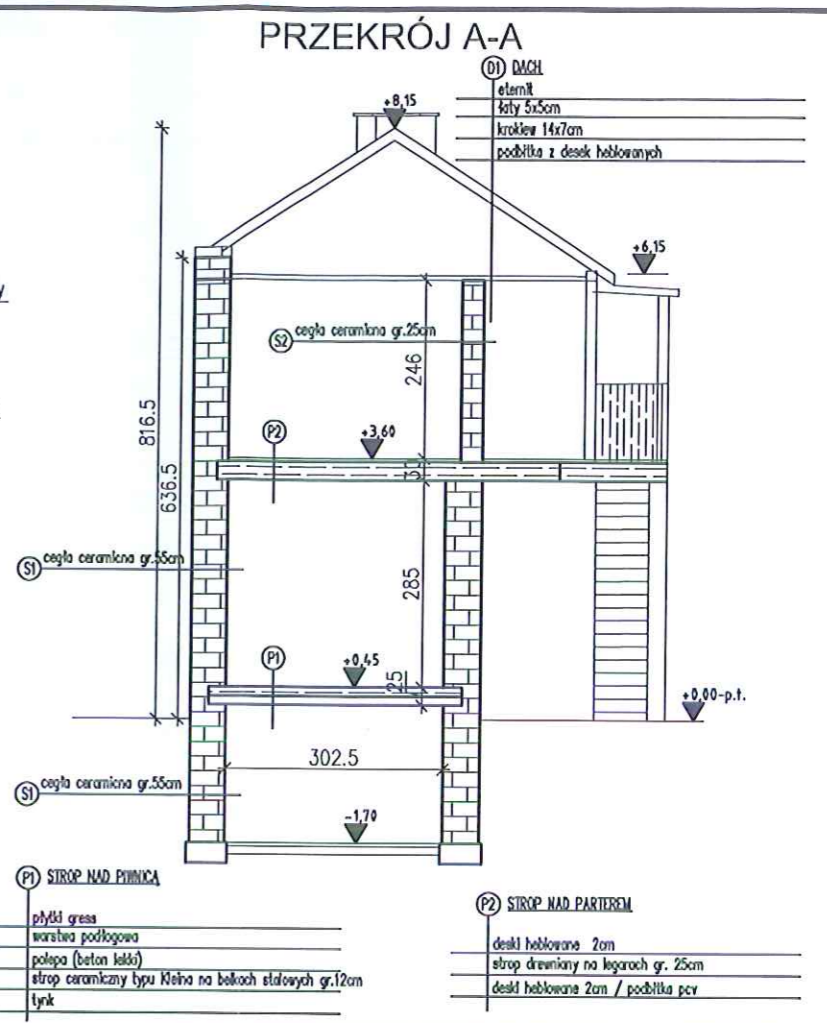 PRZEKRÓJ A-A
D1 DACH
eternit
łaty 5x5cm
krokiew 14x7cm
podbitka z desek heblowanych
+8,15
+6,15
S2 cegła ceramiczna gr.25cm
246
816.5
636.5
P2
+3,60
30
S1 cegła ceramiczna gr.55cm
285
P1
+0,45
25
+0,00-p.t.
302.5
S1 cegła ceramiczna gr.55cm
-1,70
P1 STROP NAD PIWNICĄ
płytki gress
warstwa podłogowa
polepa (beton lekki)
strop ceramiczny typu Kleina na belkach stalowych gr.12cm
tynk
P2 STROP NAD PARTEREM
deski heblowane 2cm
strop drewniany na legarach gr. 25cm
deski heblowane 2cm / podbitka pcv